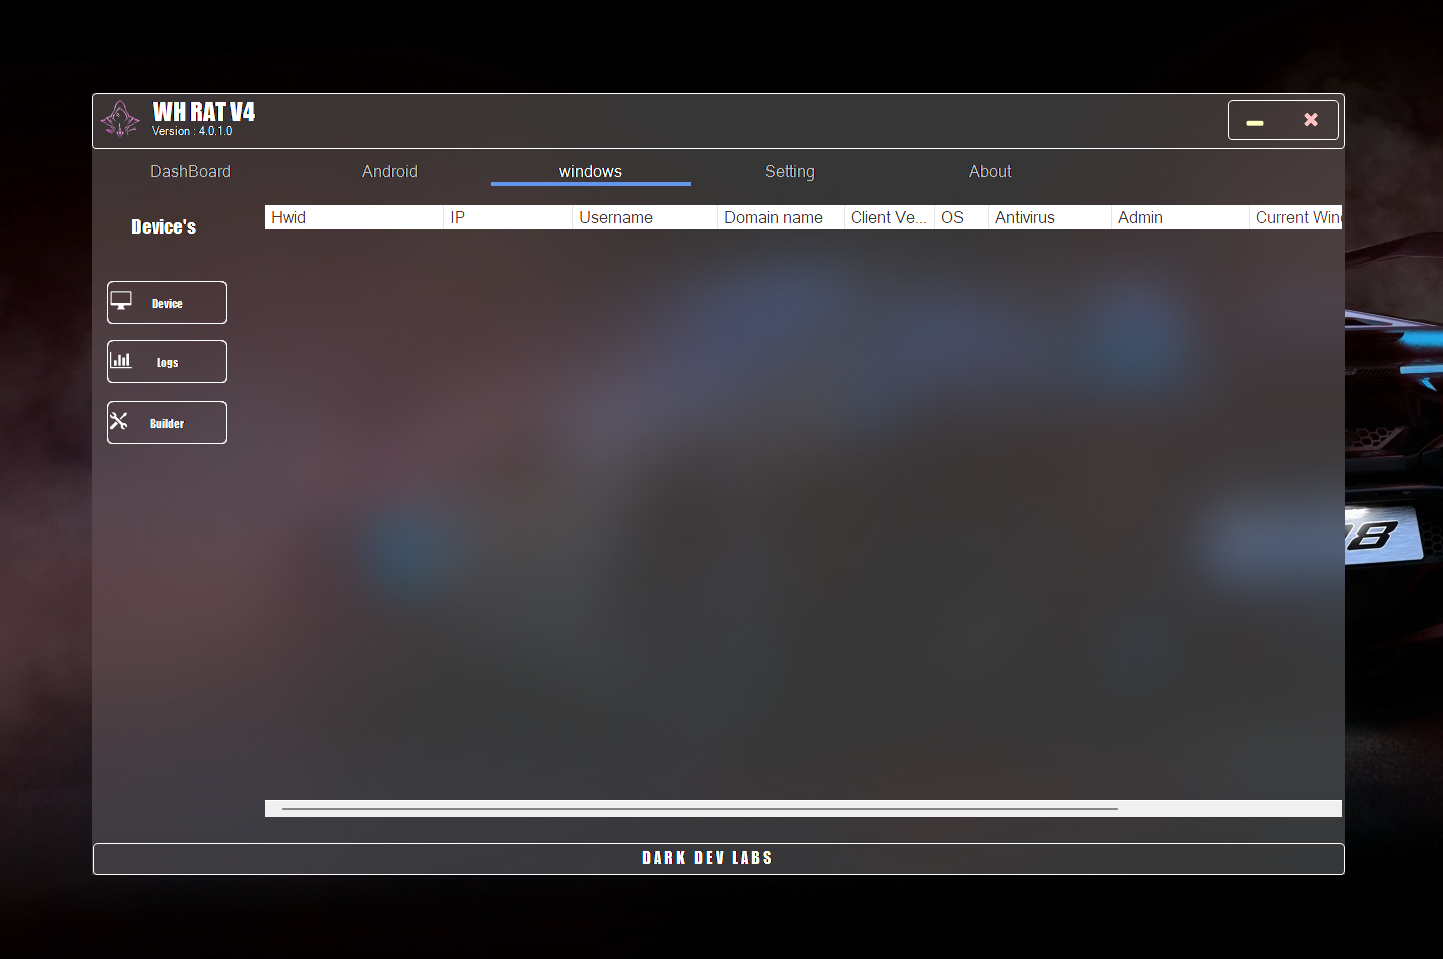 WH RAT V4
Version : 4.0.1.0
DashBoard Android windows Setting About
Device's
Hwid IP Username Domain name Client Ve... OS Antivirus Admin Current Win
Device
Logs
Builder
08
DARK DEV LABS